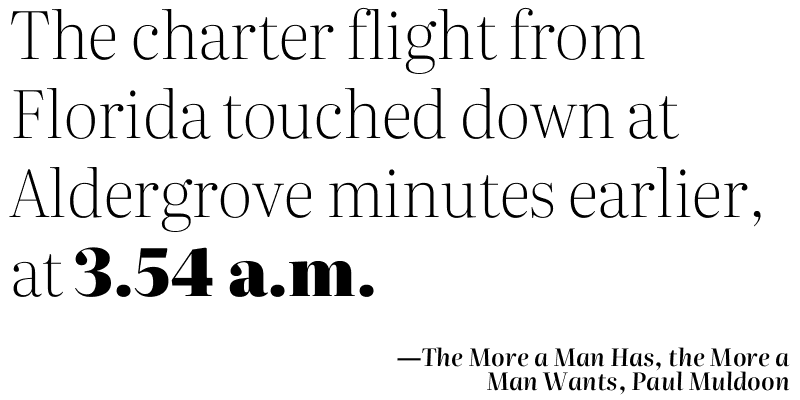 The charter flight from
Florida touched down at
Aldergrove minutes earlier,
at 3.54 a.m.
—The More a Man Has, the More a
Man Wants, Paul Muldoon